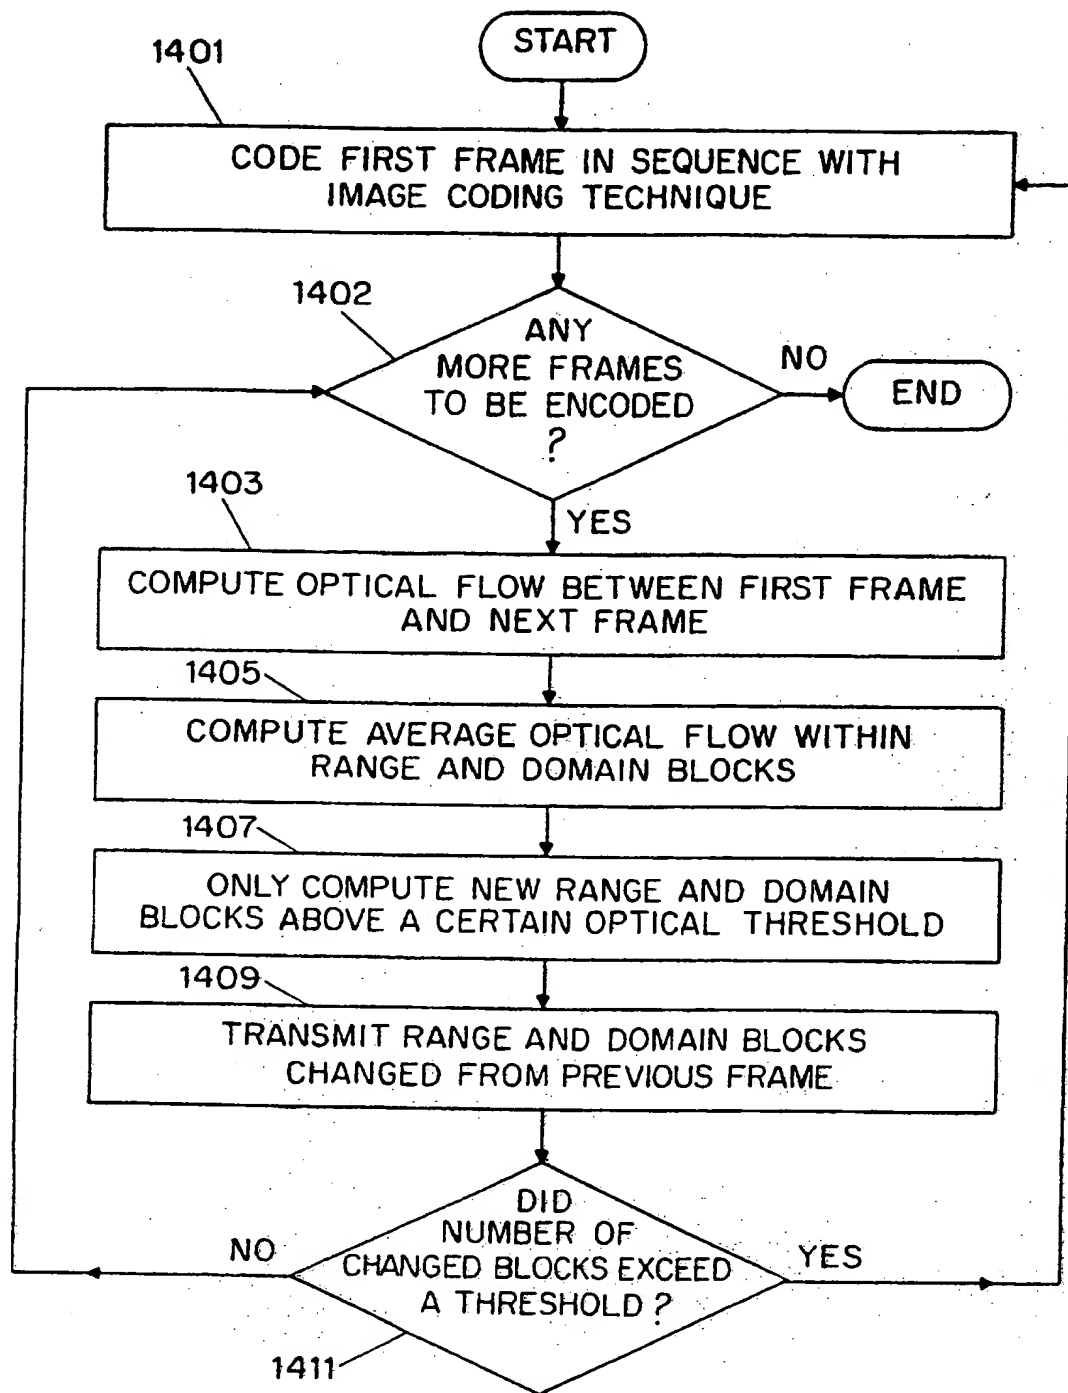 START
1401
CODE FIRST FRAME IN SEQUENCE WITH
IMAGE CODING TECHNIQUE
1402
ANY
MORE FRAMES
TO BE ENCODED
?
NO
END
1403
YES
COMPUTE OPTICAL FLOW BETWEEN FIRST FRAME
AND NEXT FRAME
1405
COMPUTE AVERAGE OPTICAL FLOW WITHIN
RANGE AND DOMAIN BLOCKS
1407
ONLY COMPUTE NEW RANGE AND DOMAIN
BLOCKS ABOVE A CERTAIN OPTICAL THRESHOLD
1409
TRANSMIT RANGE AND DOMAIN BLOCKS
CHANGED FROM PREVIOUS FRAME
DID
NUMBER OF
CHANGED BLOCKS EXCEED
A THRESHOLD?
NO
YES
1411